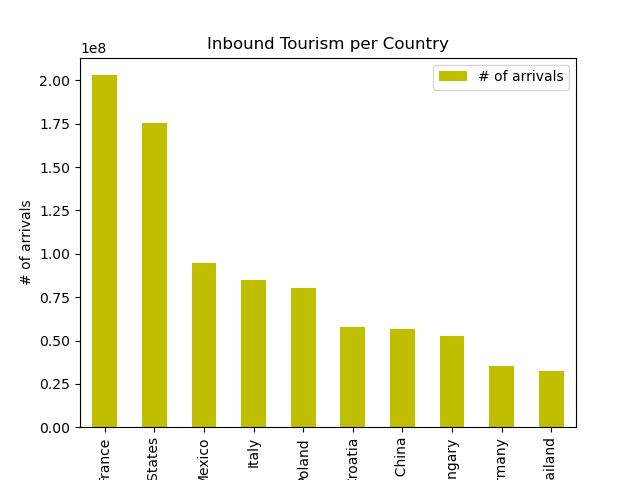 Inbound Tourism per Country
1e8
# of arrivals
# of arrivals
2.00
1.75
1.50
1.25
1.00
0.75
0.50
0.25
0.00
rance
States
Mexico
Italy
Poland
roatia
China
ngary
rmany
ailand